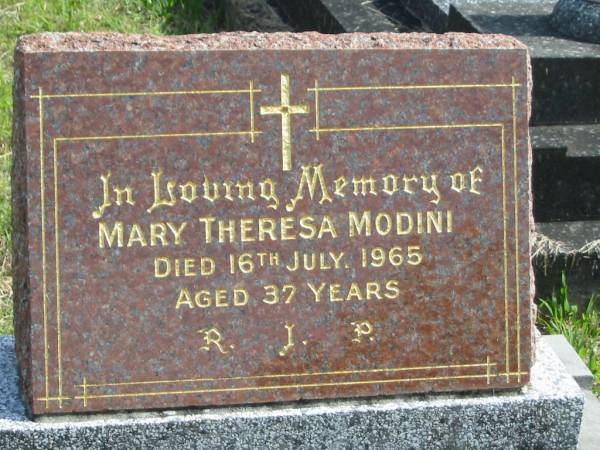 In Loving Memory of
MARY THERESA MODINI
DIED 16TH JULY. 1965
AGED 37 YEARS
R. J. P.